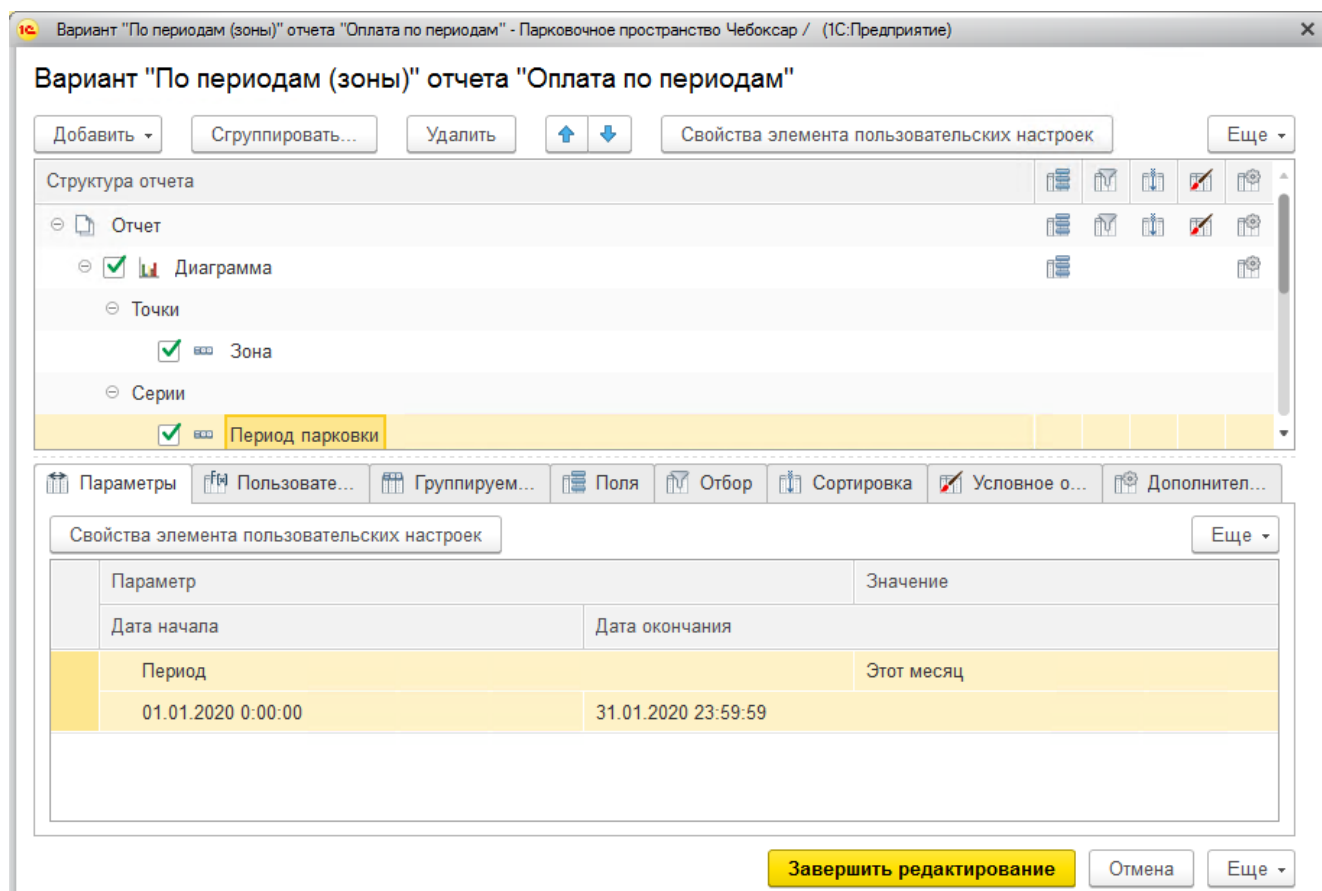 1С Вариант "По периодам (зоны)" отчета "Оплата по периодам" - Парковочное пространство Чебоксар / (1С:Предприятие)
Вариант "По периодам (зоны)" отчета "Оплата по периодам"
Добавить Сгруппировать... Удалить Свойства элемента пользовательских настроек Еще
Структура отчета
Отчет
Диаграмма
Точки
Зона
Серии
Период парковки
Параметры Пользовате... Группируем... Поля Отбор Сортировка Условное о... Дополнител...
Свойства элемента пользовательских настроек Еще
Параметр Значение
Дата начала Дата окончания
Период Этот месяц
01.01.2020 0:00:00 31.01.2020 23:59:59
Завершить редактирование Отмена Еще